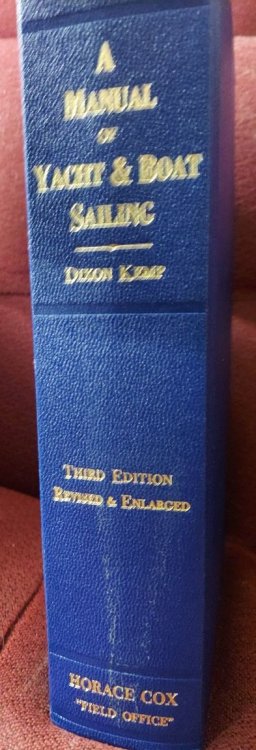 A
MANUAL
OF
YACHT & BOAT
SAILING
DIXON KEMP
THIRD EDITION
REVISED & ENLARGED
HORACE COX
"FIELD OFFICE"